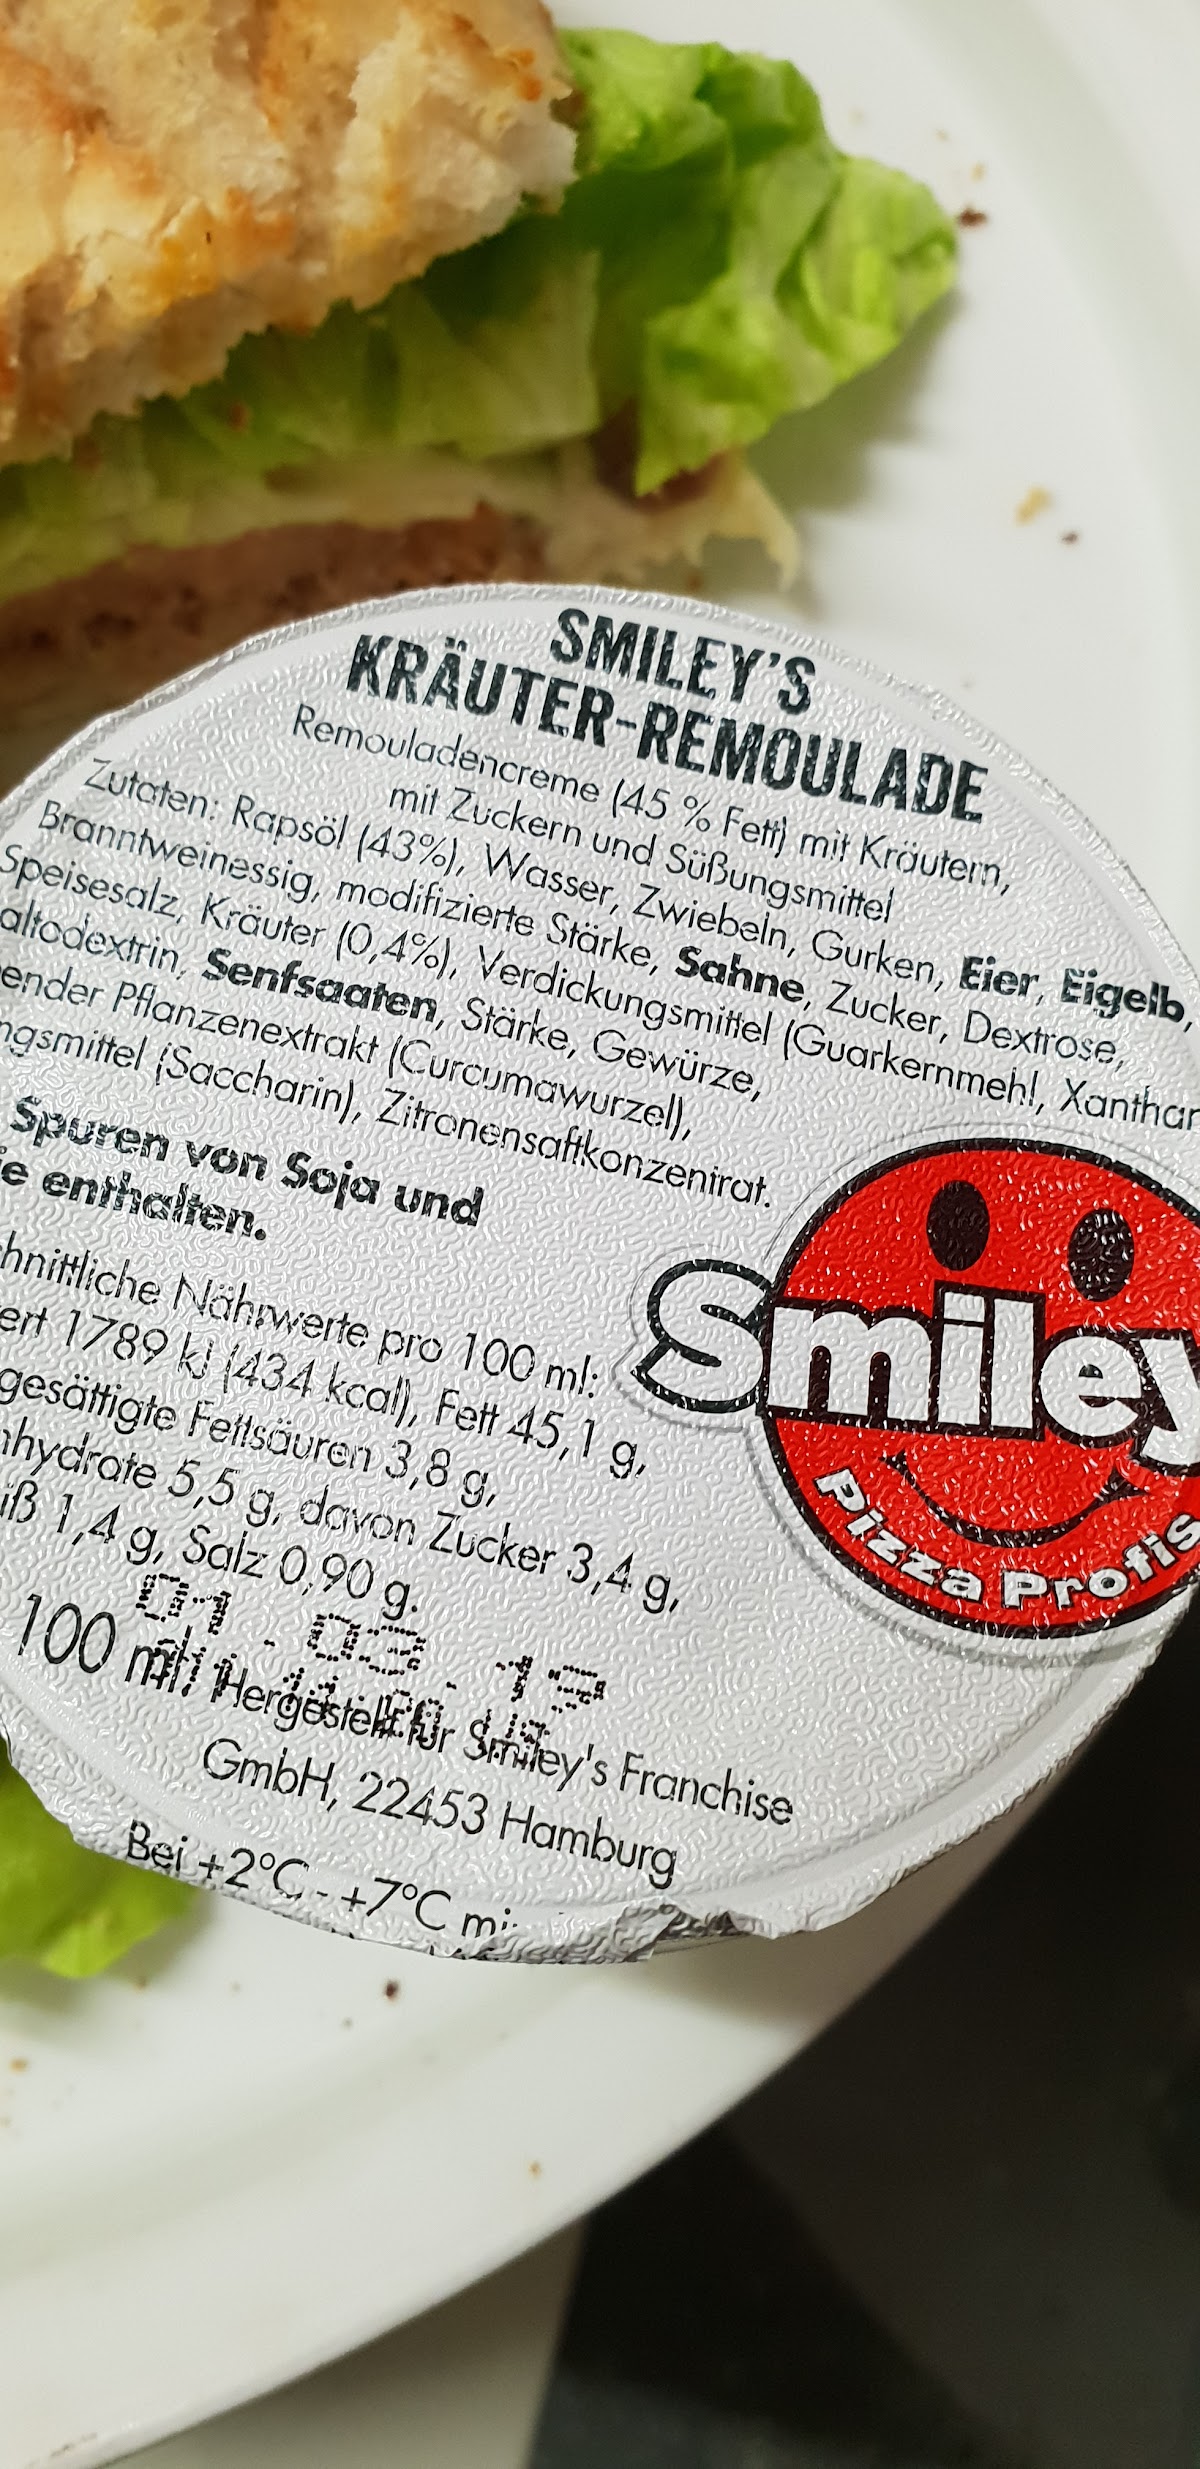 SMILEY'S
KRÄUTER-REMOULADE
Remouladencreme (45 % Fett) mit Kräutern,
mit Zuckern und Süßungsmittel
Zutaten: Rapsöl (43%), Wasser, Zwiebeln, Gurken, Eier, Eigelb,
Branntweinessig, modifizierte Stärke, Sahne, Zucker, Dextrose,
Speisesalz, Kräuter (0,4%), Verdickungsmittel (Guarkernmehl, Xanthan
altodextrin, Senfsaaten, Stärke, Gewürze,
ender Pflanzenextrakt (Curcumawurzel),
ngsmittel (Saccharin), Zitronensaftkonzentrat.
Spuren von Soja und
ie enthalten.
hnittliche Nährwerte pro 100 ml:
ert 1789 kJ (434 kcal), Fett 45,1 g,
gesättigte Fettsäuren 3,8 g,
nhydrate 5,5 g, davon Zucker 3,4 g,
iß 1,4 g, Salz 0,90 g.
01.03.19
100 ml Hergestellt für Smiley's Franchise
GmbH, 22453 Hamburg
Bei +2°C - +7°C
Smiley
Pizza Profis